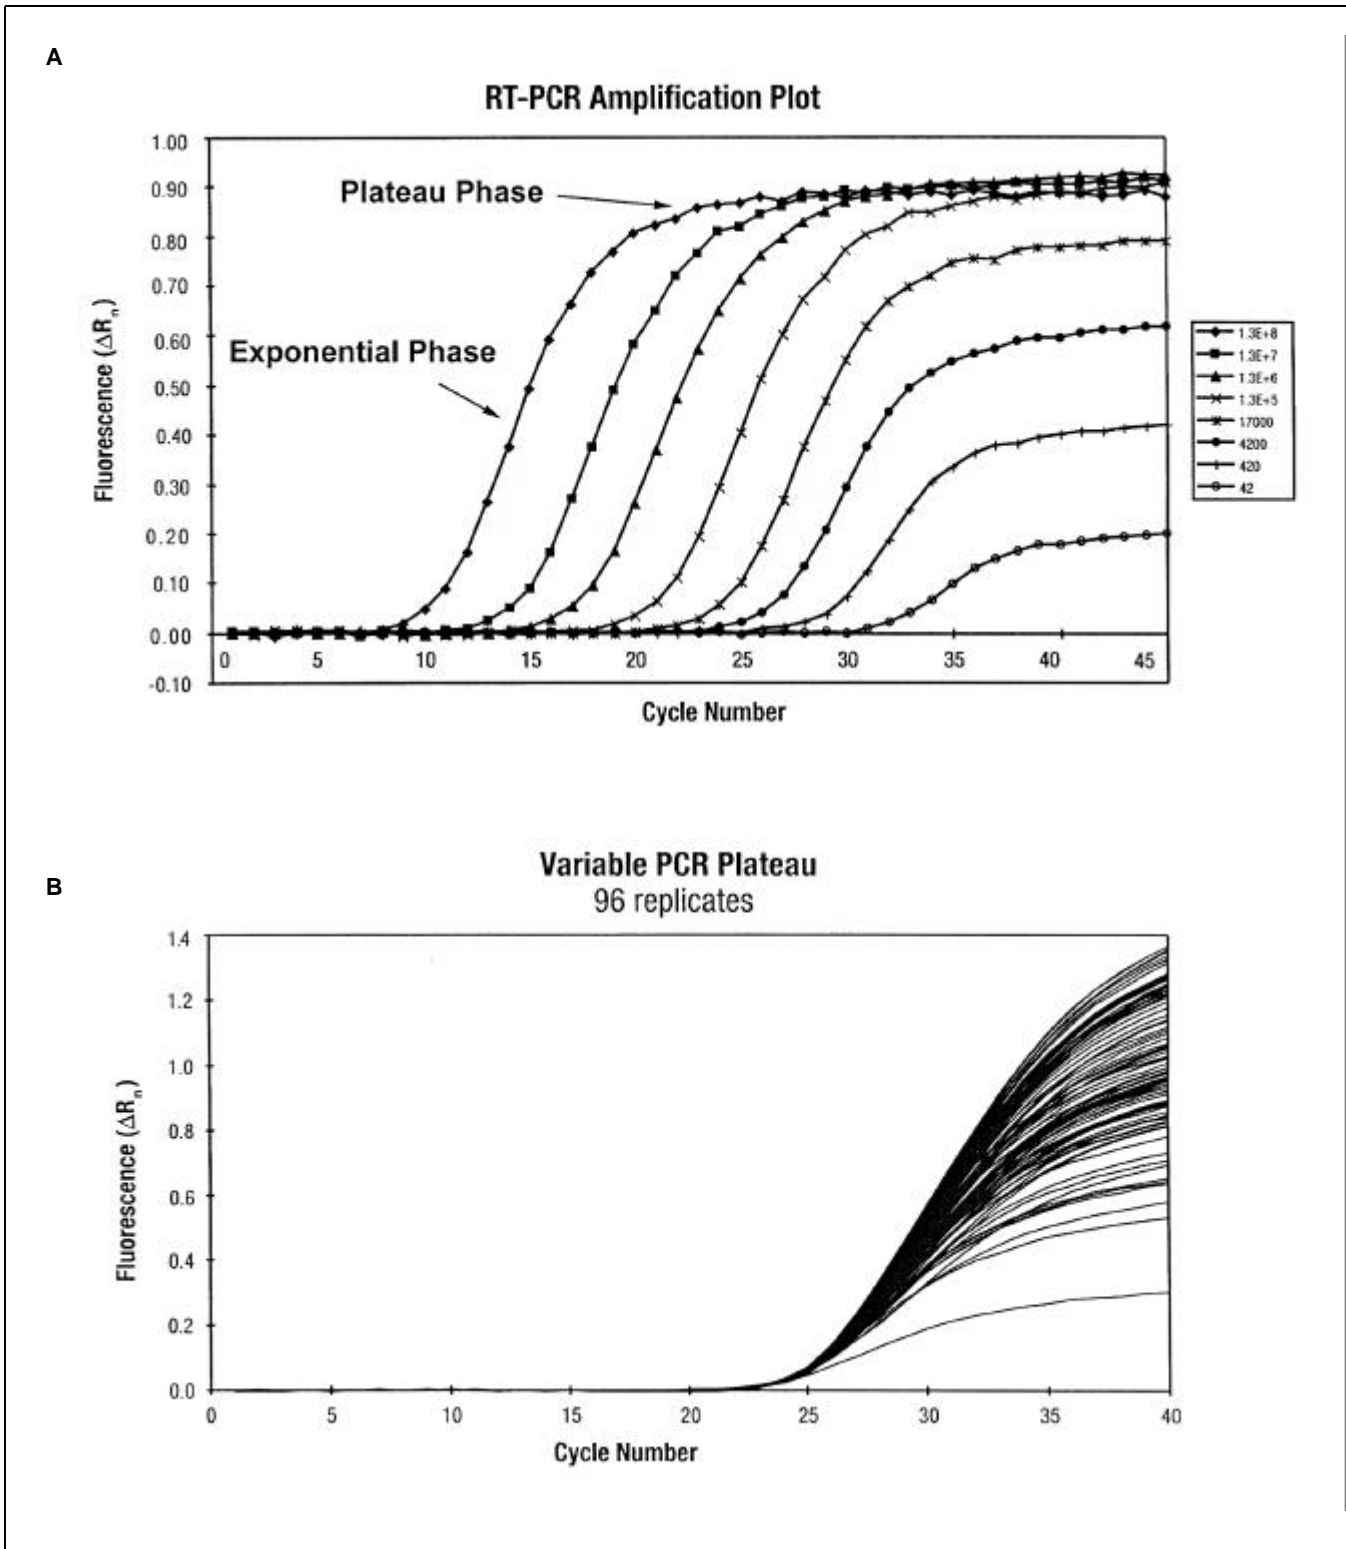 A
RT-PCR Amplification Plot
1.00
0.90
0.80
0.70
0.60
0.50
0.40
0.30
0.20
0.10
0.00
-0.10
Fluorescence (ΔRn)
Plateau Phase
Exponential Phase
0 5 10 15 20 25 30 35 40 45
Cycle Number
1.3E+8
1.3E+7
1.3E+6
1.3E+5
17000
4200
420
42
B
Variable PCR Plateau
96 replicates
1.4
1.2
1.0
0.8
0.6
0.4
0.2
0.0
Fluorescence (ΔRn)
0 5 10 15 20 25 30 35 40
Cycle Number